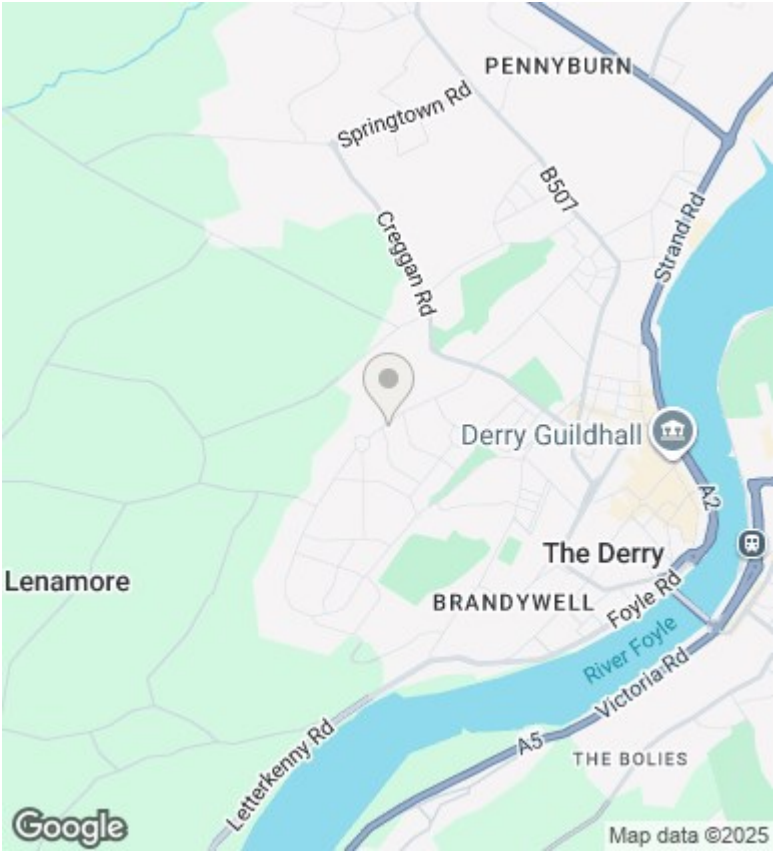 PENNYBURN
Springtown Rd
B507
Strand Rd
Creggan Rd
Derry Guildhall
A2
The Derry
Lenamore
BRANDYWELL
Foyle Rd
River Foyle
Victoria Rd
A5
Letterkenny Rd
THE BOLIES
Google
Map data ©2025